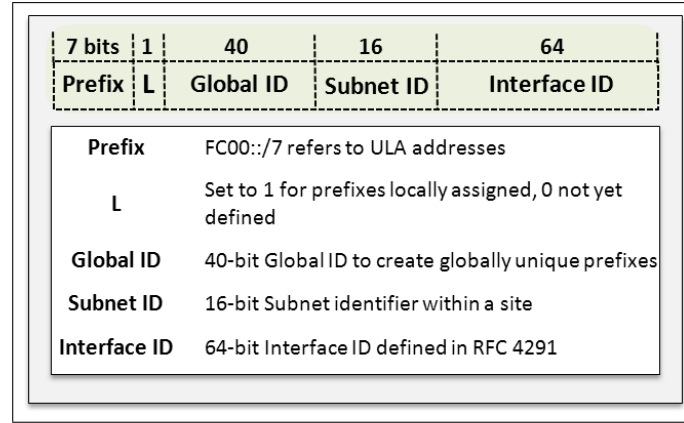 7 bits 1 40 16 64
Prefix L Global ID Subnet ID Interface ID
Prefix FC00::/7 refers to ULA addresses
L Set to 1 for prefixes locally assigned, 0 not yet
defined
Global ID 40-bit Global ID to create globally unique prefixes
Subnet ID 16-bit Subnet identifier within a site
Interface ID 64-bit Interface ID defined in RFC 4291